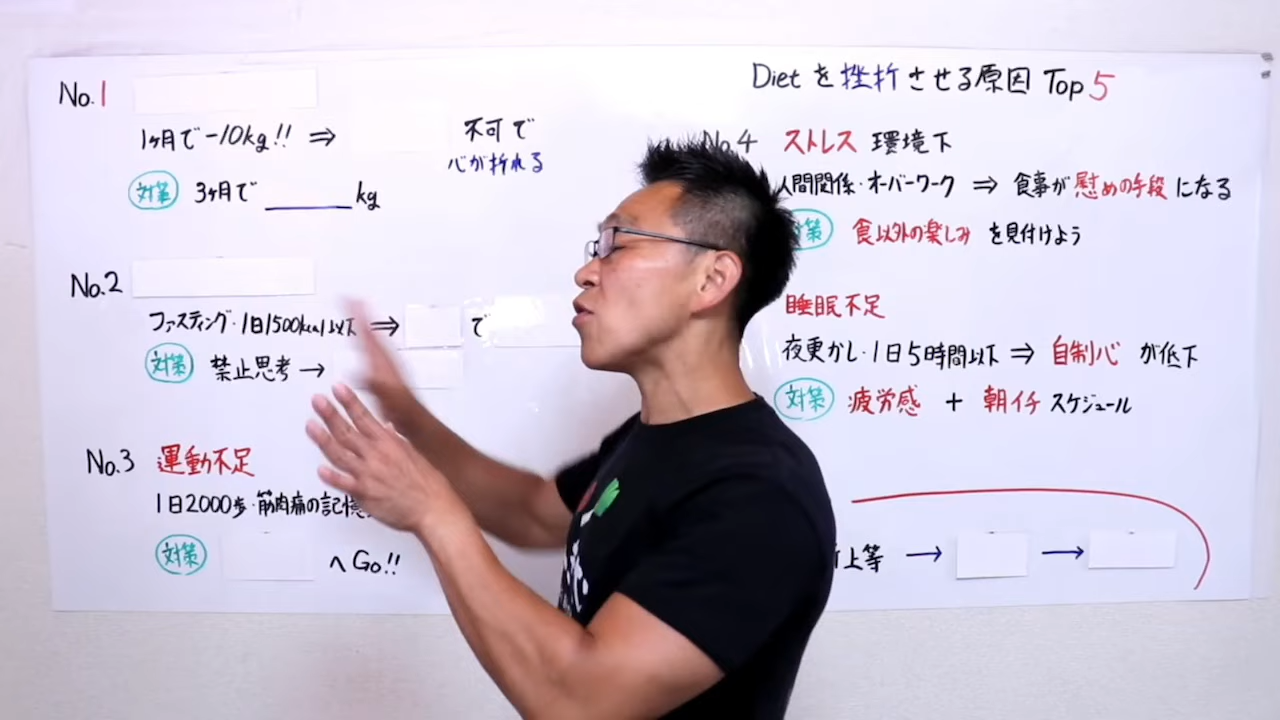 Dietを挫折させる原因 Top 5
No.1
1ヶ月で-10kg!! ⇒ 不可で
心が折れる
対策 3ヶ月で ______ kg
No.2
ファスティング・1日1500kcal以下 ⇒ で
対策 禁止思考→
No.3 運動不足
1日2000歩・筋肉痛の記憶
対策 へGo!!
No.4 ストレス 環境下
人間関係・オーバーワーク ⇒ 食事が慰めの手段になる
対策 食以外の楽しみ を見付けよう
睡眠不足
夜更かし・1日5時間以下 ⇒ 自制心 が低下
対策 疲労感 + 朝イチ スケジュール
上等 → →